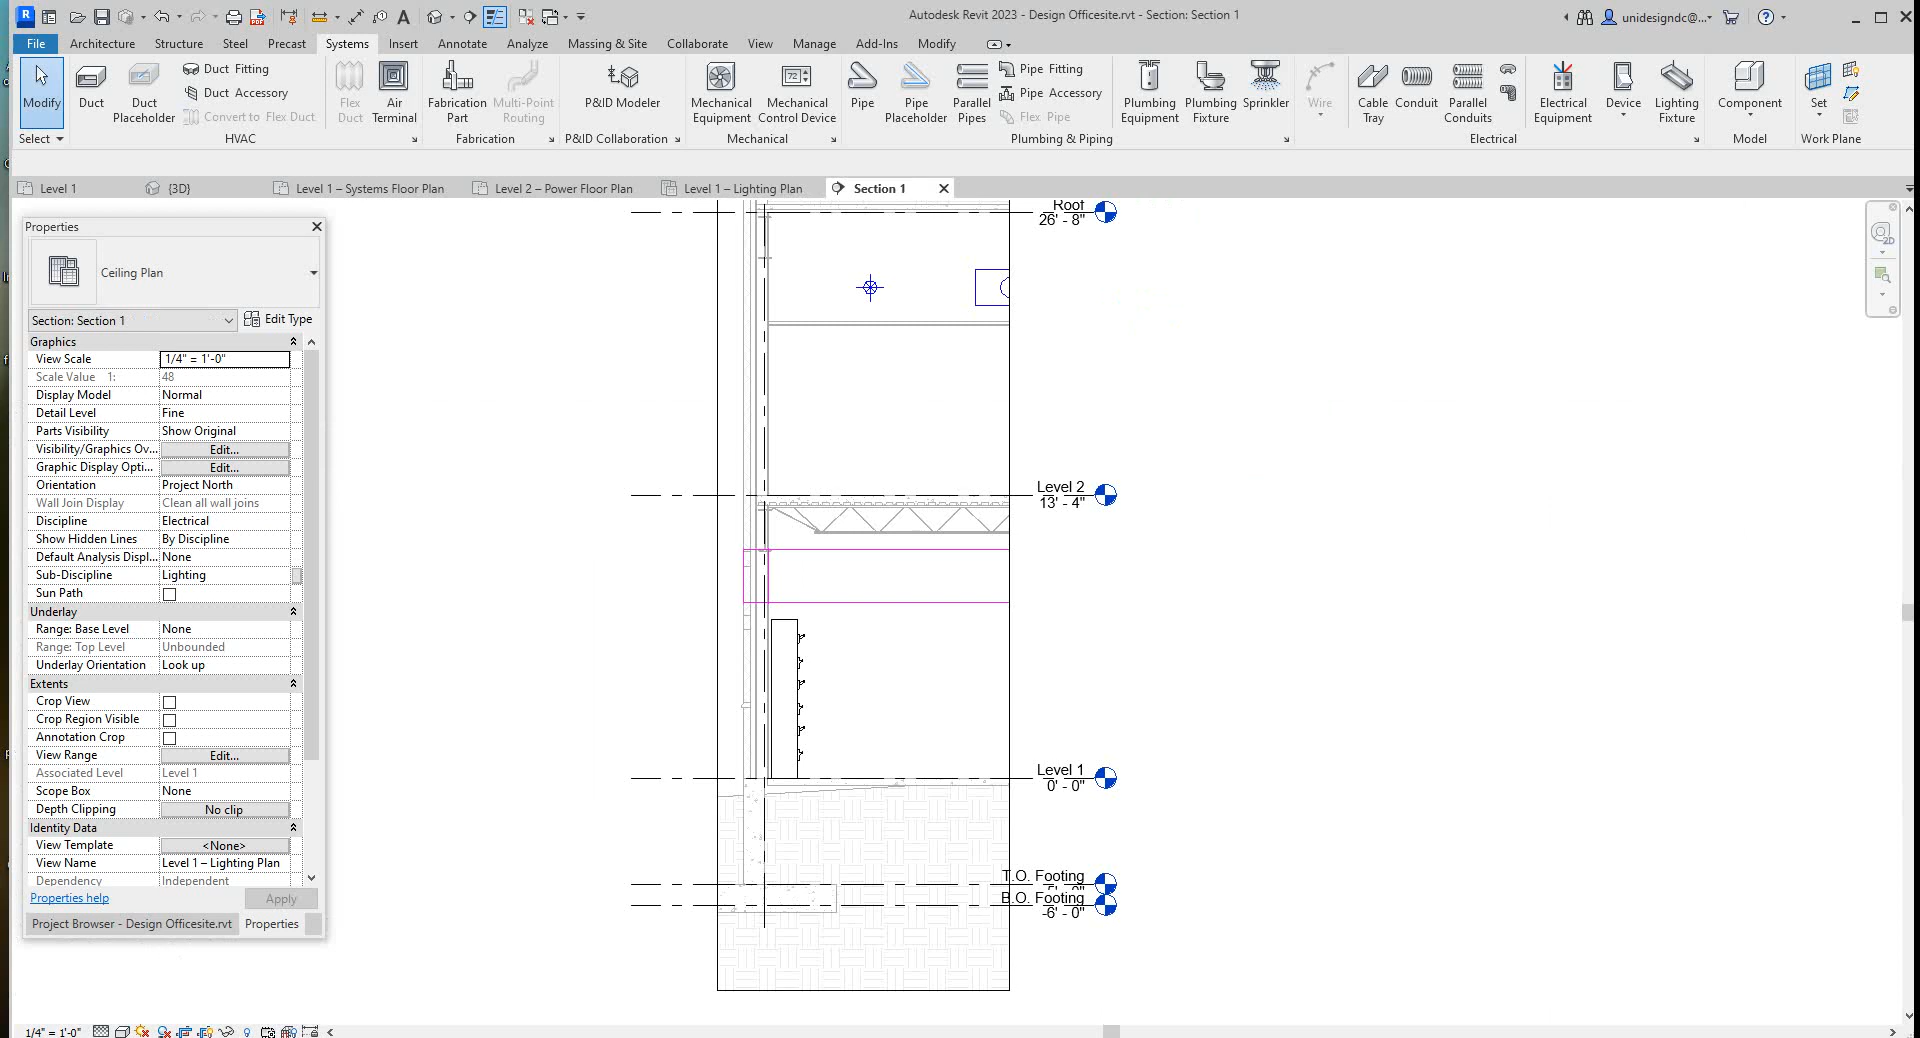 Autodesk Revit 2023 - Design Officesite.rvt - Section: Section 1
unidesigndc@...
File Architecture Structure Steel Precast Systems Insert Annotate Analyze Massing & Site Collaborate View Manage Add-Ins Modify
Modify
Select
Duct
Duct Placeholder
Duct Fitting
Duct Accessory
Convert to Flex Duct
Flex Duct
Air Terminal
HVAC
Fabrication Part
Multi-Point Routing
Fabrication
P&ID Modeler
P&ID Collaboration
Mechanical Equipment
Mechanical Control Device
Mechanical
Pipe
Pipe Placeholder
Parallel Pipes
Pipe Fitting
Pipe Accessory
Flex Pipe
Plumbing Equipment
Plumbing Fixture
Sprinkler
Plumbing & Piping
Wire
Cable Tray
Conduit
Parallel Conduits
Electrical Equipment
Device
Lighting Fixture
Electrical
Component
Model
Set
Work Plane
Level 1
{3D}
Level 1 – Systems Floor Plan
Level 2 – Power Floor Plan
Level 1 – Lighting Plan
Section 1
Properties
Ceiling Plan
Section: Section 1
Edit Type
Graphics
View Scale 1/4" = 1'-0"
Scale Value 1: 48
Display Model Normal
Detail Level Fine
Parts Visibility Show Original
Visibility/Graphics Ov... Edit...
Graphic Display Opti... Edit...
Orientation Project North
Wall Join Display Clean all wall joins
Discipline Electrical
Show Hidden Lines By Discipline
Default Analysis Displ... None
Sub-Discipline Lighting
Sun Path
Underlay
Range: Base Level None
Range: Top Level Unbounded
Underlay Orientation Look up
Extents
Crop View
Crop Region Visible
Annotation Crop
View Range Edit...
Associated Level Level 1
Scope Box None
Depth Clipping No clip
Identity Data
View Template <None>
View Name Level 1 – Lighting Plan
Dependency Independent
Properties help
Apply
Project Browser - Design Officesite.rvt Properties
Roof
26' - 8"
Level 2
13' - 4"
Level 1
0' - 0"
T.O. Footing
B.O. Footing
-6' - 0"
2D
1/4" = 1'-0"